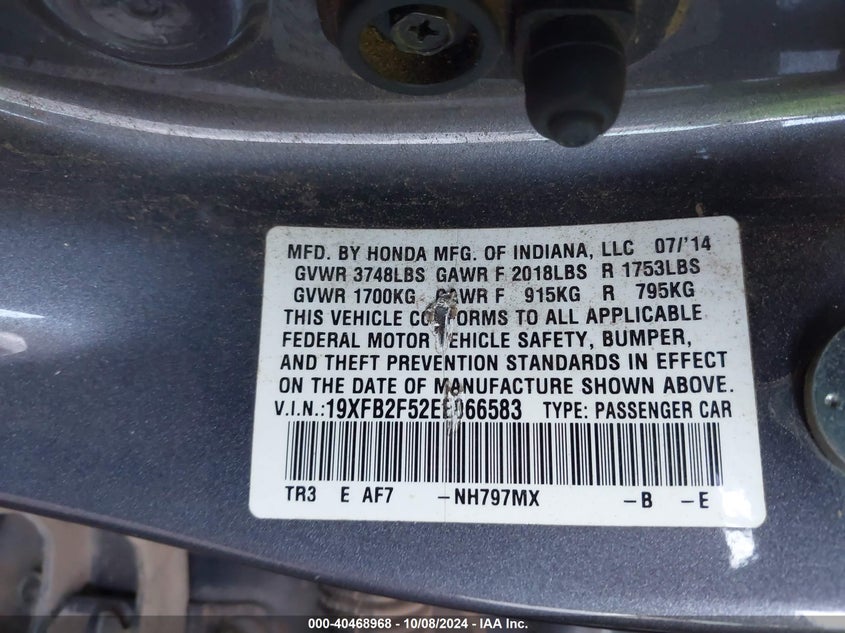 MFD. BY HONDA MFG. OF INDIANA, LLC 07/'14
GVWR 3748LBS GAWR F 2018LBS R 1753LBS
GVWR 1700KG GAWR F 915KG R 795KG
THIS VEHICLE CONFORMS TO ALL APPLICABLE
FEDERAL MOTOR VEHICLE SAFETY, BUMPER,
AND THEFT PREVENTION STANDARDS IN EFFECT
ON THE DATE OF MANUFACTURE SHOWN ABOVE.
V.I.N.: 19XFB2F52EE066583 TYPE: PASSENGER CAR
TR3 E AF7 -NH797MX -B -E
000-40468968 - 10/08/2024 - IAA Inc.